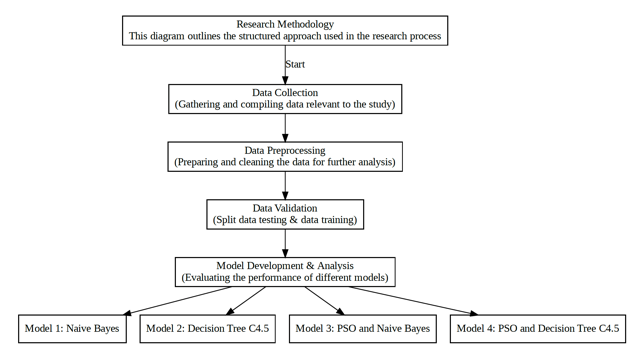 Research Methodology
This diagram outlines the structured approach used in the research process
Start
Data Collection
(Gathering and compiling data relevant to the study)
Data Preprocessing
(Preparing and cleaning the data for further analysis)
Data Validation
(Split data testing & data training)
Model Development & Analysis
(Evaluating the performance of different models)
Model 1: Naive Bayes
Model 2: Decision Tree C4.5
Model 3: PSO and Naive Bayes
Model 4: PSO and Decision Tree C4.5